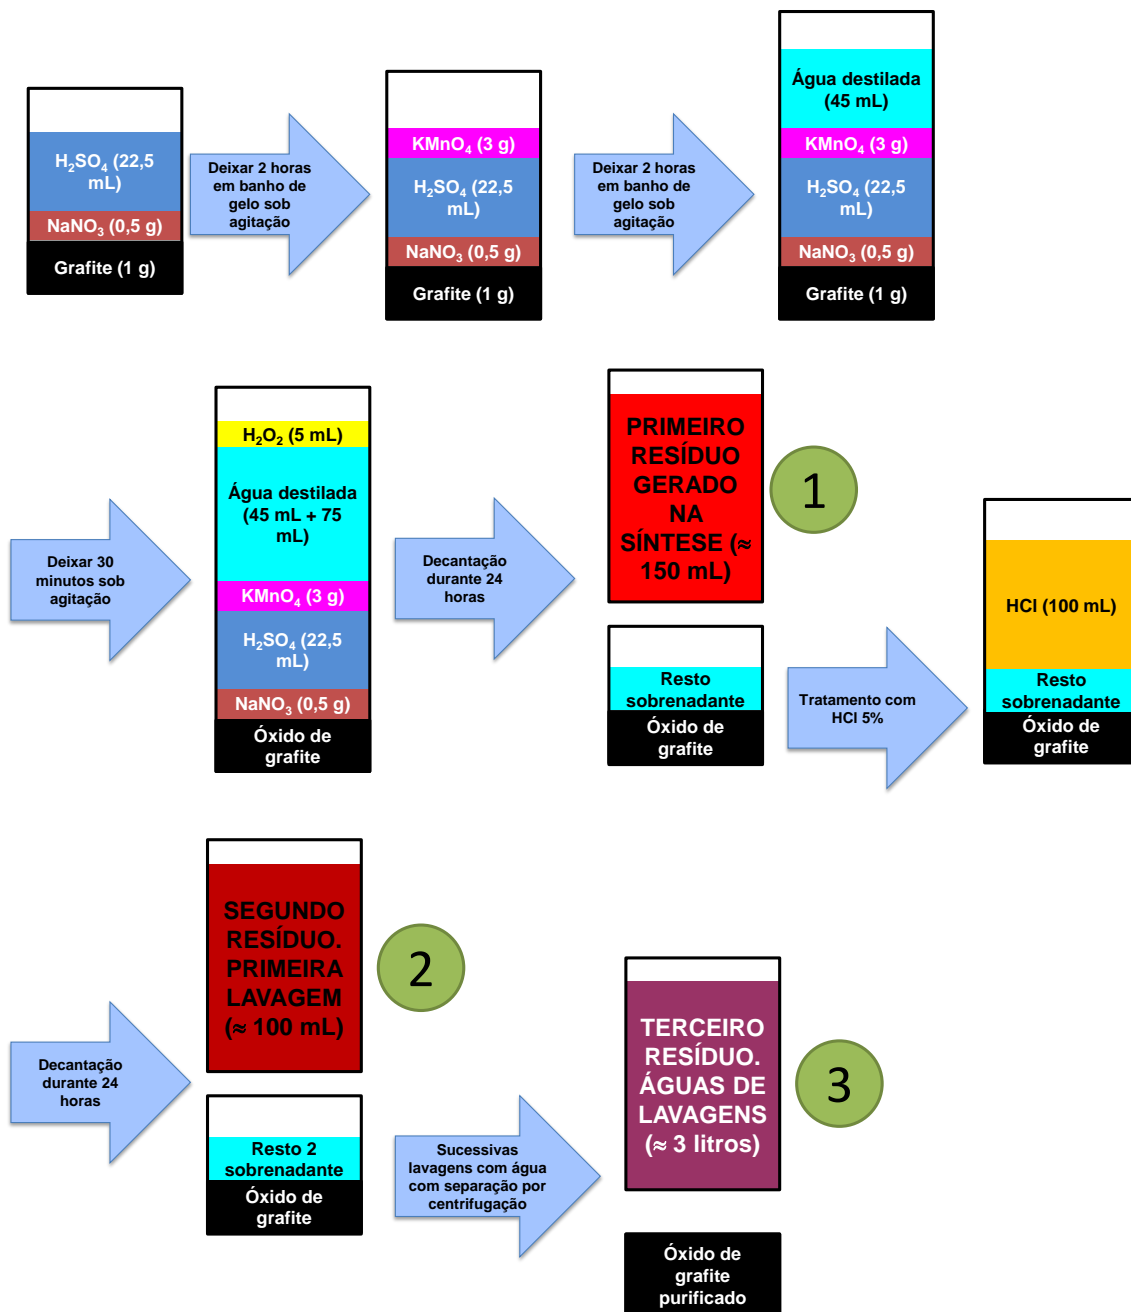 H₂SO₄ (22,5
mL)
NaNO₃ (0,5 g)
Grafite (1 g)
Deixar 2 horas
em banho de
gelo sob
agitação
KMnO₄ (3 g)
H₂SO₄ (22,5
mL)
NaNO₃ (0,5 g)
Grafite (1 g)
Deixar 2 horas
em banho de
gelo sob
agitação
Água destilada
(45 mL)
KMnO₄ (3 g)
H₂SO₄ (22,5
mL)
NaNO₃ (0,5 g)
Grafite (1 g)
Deixar 30
minutos sob
agitação
H₂O₂ (5 mL)
Água destilada
(45 mL + 75
mL)
KMnO₄ (3 g)
H₂SO₄ (22,5
mL)
NaNO₃ (0,5 g)
Óxido de
grafite
Decantação
durante 24
horas
PRIMEIRO
RESÍDUO
GERADO
NA
SÍNTESE (≈
150 mL)
1
Resto
sobrenadante
Óxido de
grafite
Tratamento com
HCl 5%
HCl (100 mL)
Resto
sobrenadante
Óxido de
grafite
Decantação
durante 24
horas
SEGUNDO
RESÍDUO.
PRIMEIRA
LAVAGEM
(≈ 100 mL)
2
Resto 2
sobrenadante
Óxido de
grafite
Sucessivas
lavagens com água
com separação por
centrifugação
TERCEIRO
RESÍDUO.
ÁGUAS DE
LAVAGENS
(≈ 3 litros)
3
Óxido de
grafite
purificado